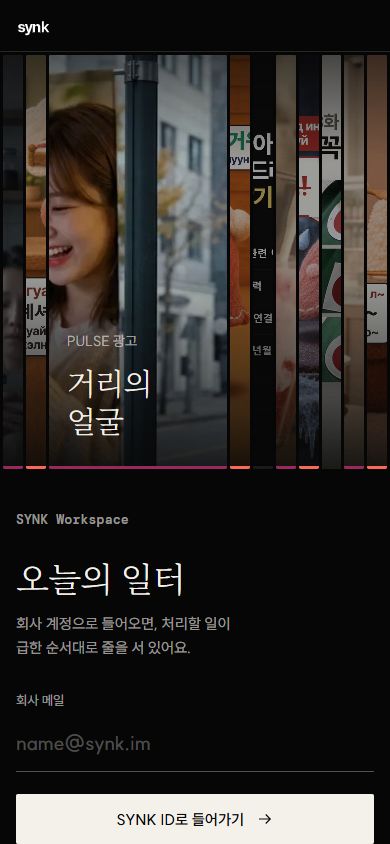 synk
PULSE 광고
거리의
얼굴
SYNK Workspace
오늘의 일터
회사 계정으로 들어오면, 처리할 일이
급한 순서대로 줄을 서 있어요.
회사 메일
name@synk.im
SYNK ID로 들어가기 →